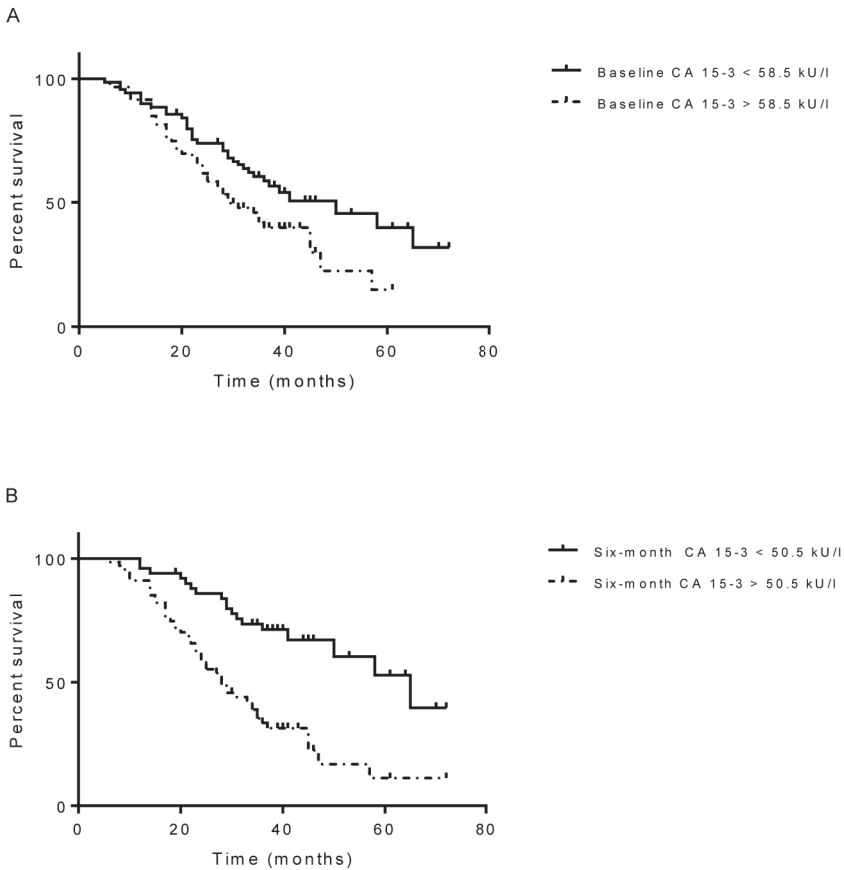 A
Percent survival
100
50
0
0 20 40 60 80
Time (months)
Baseline CA 15-3 < 58.5 kU/l
Baseline CA 15-3 > 58.5 kU/l
B
Percent survival
100
50
0
0 20 40 60 80
Time (months)
Six-month CA 15-3 < 50.5 kU/l
Six-month CA 15-3 > 50.5 kU/l